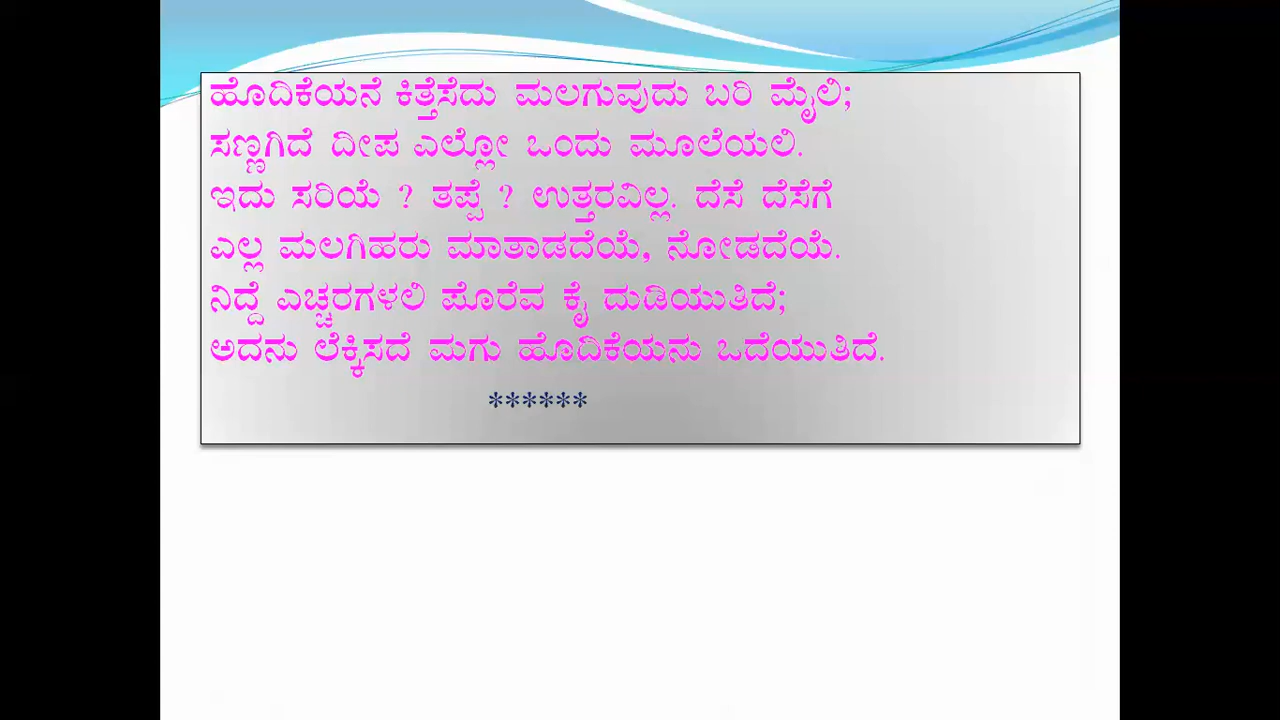 ಹೊದಿಕೆಯನೆ ಕಿತ್ತೆಸೆದು ಮಲಗುವುದು ಬರಿ ಮೈಲಿ;
ಸಣ್ಣಗಿದೆ ದೀಪ ಎಲ್ಲೋ ಒಂದು ಮೂಲೆಯಲಿ.
ಇದು ಸರಿಯೆ ? ತಪ್ಪೆ ? ಉತ್ತರವಿಲ್ಲ. ದೆಸೆ ದೆಸೆಗೆ
ಎಲ್ಲ ಮಲಗಿಹರು ಮಾತಾಡದೆಯೆ, ನೋಡದೆಯೆ.
ನಿದ್ದೆ ಎಚ್ಚರಗಳಲಿ ಪೊರೆವ ಕೈ ದುಡಿಯುತಿದೆ;
ಅದನು ಲೆಕ್ಕಿಸದೆ ಮಗು ಹೊದಿಕೆಯನು ಒದೆಯುತಿದೆ.
******